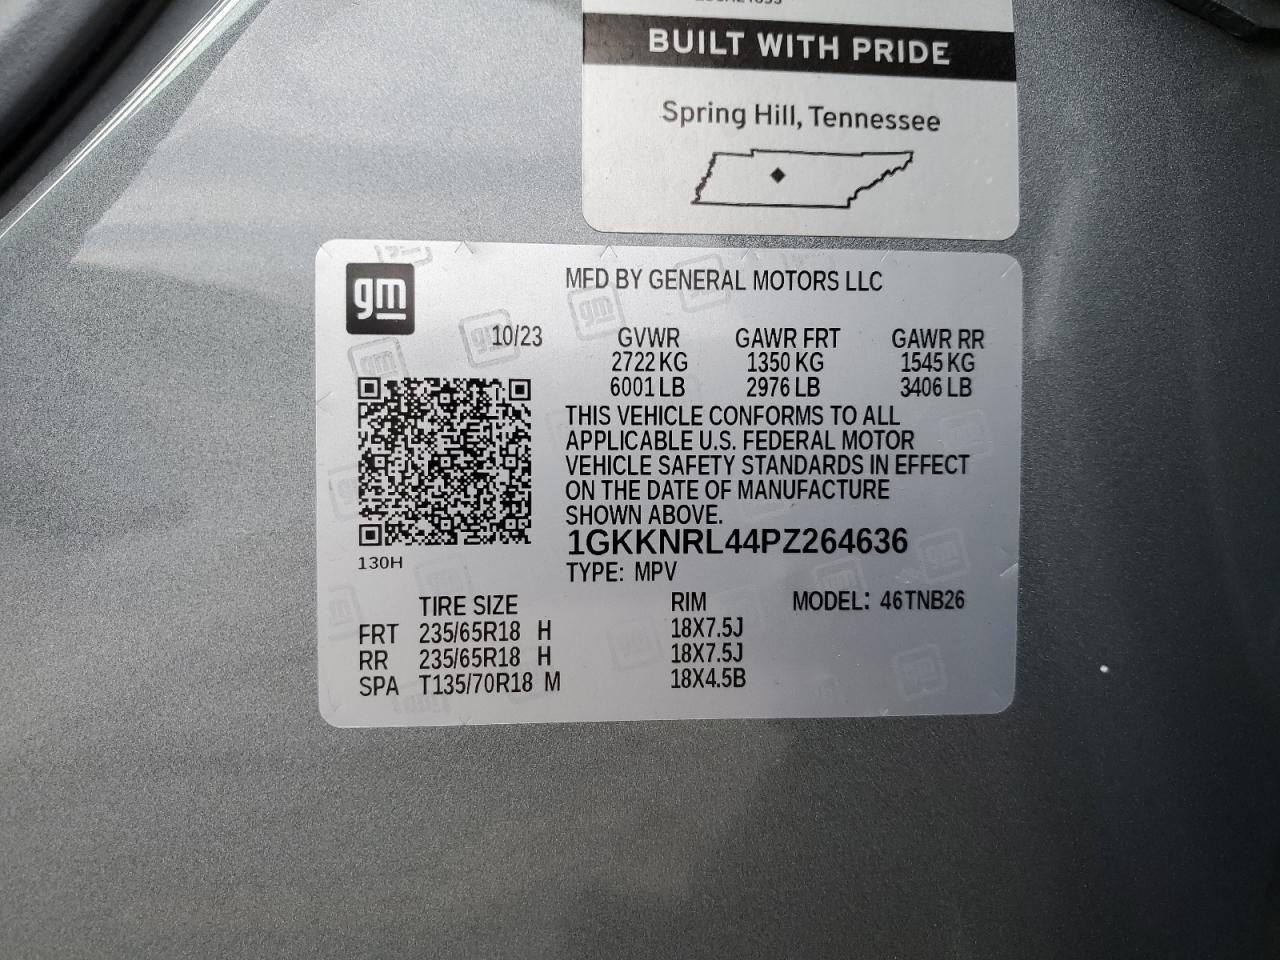 BUILT WITH PRIDE
Spring Hill, Tennessee
gm
MFD BY GENERAL MOTORS LLC
10/23 GVWR GAWR FRT GAWR RR
2722 KG 1350 KG 1545 KG
6001 LB 2976 LB 3406 LB
THIS VEHICLE CONFORMS TO ALL
APPLICABLE U.S. FEDERAL MOTOR
VEHICLE SAFETY STANDARDS IN EFFECT
ON THE DATE OF MANUFACTURE
SHOWN ABOVE.
1GKKNRL44PZ264636
130H
TYPE: MPV
TIRE SIZE RIM MODEL: 46TNB26
FRT 235/65R18 H 18X7.5J
RR 235/65R18 H 18X7.5J
SPA T135/70R18 M 18X4.5B